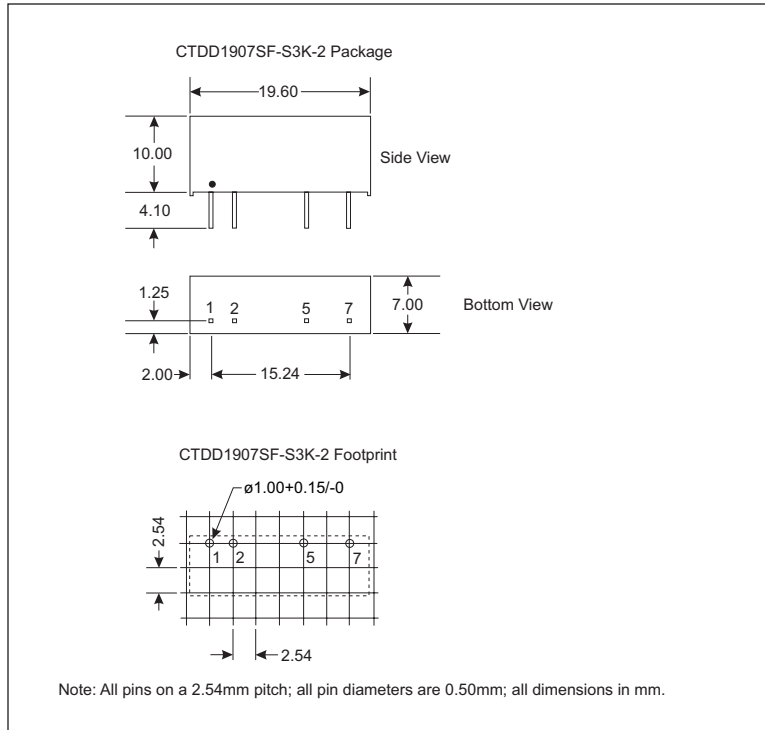 CTDD1907SF-S3K-2 Package
19.60
10.00
Side View
4.10
1.25
1 2 5 7
7.00
Bottom View
2.00
15.24
CTDD1907SF-S3K-2 Footprint
ø1.00+0.15/-0
2.54
1 2 5 7
2.54
Note: All pins on a 2.54mm pitch; all pin diameters are 0.50mm; all dimensions in mm.